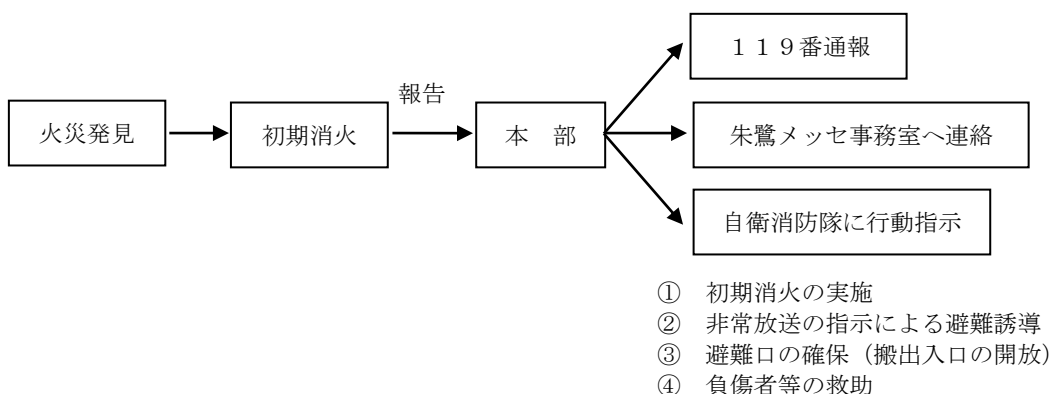 １１９番通報
報告
火災発見
初期消火
本　部
朱鷺メッセ事務室へ連絡
自衛消防隊に行動指示
①　初期消火の実施
②　非常放送の指示による避難誘導
③　避難口の確保（搬出入口の開放）
④　負傷者等の救助